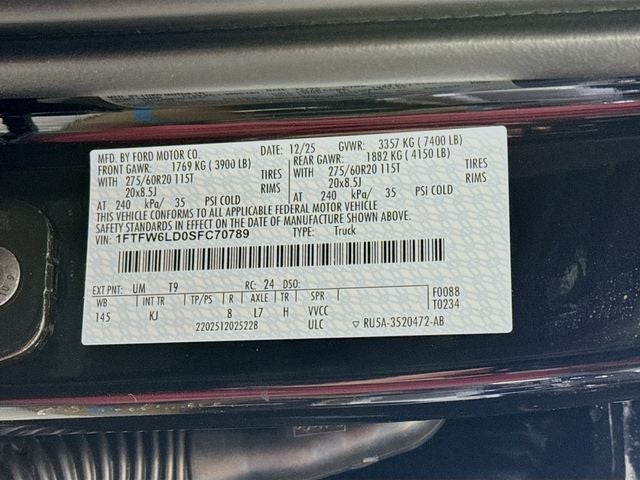 MFD. BY FORD MOTOR CO. DATE: 12/25 GVWR: 3357 KG ( 7400 LB)
FRONT GAWR: 1769 KG ( 3900 LB) REAR GAWR: 1882 KG ( 4150 LB)
WITH 275/60R20 115T TIRES WITH 275/60R20 115T TIRES
20x8.5J RIMS 20x8.5J RIMS
AT 240 kPa/ 35 PSI COLD AT 240 kPa/ 35 PSI COLD
THIS VEHICLE CONFORMS TO ALL APPLICABLE FEDERAL MOTOR VEHICLE
SAFETY STANDARDS IN EFFECT ON THE DATE OF MANUFACTURE SHOWN ABOVE.
VIN: 1FTFW6LD0SFC70789 TYPE: Truck
EXT PNT: UM T9 RC: 24 DSO: F0088
WB INT TR TP/PS R AXLE TR SPR T0234
145 KJ 8 L7 H VVCC
2202512025228 ULC ▽ RU5A-3520472-AB